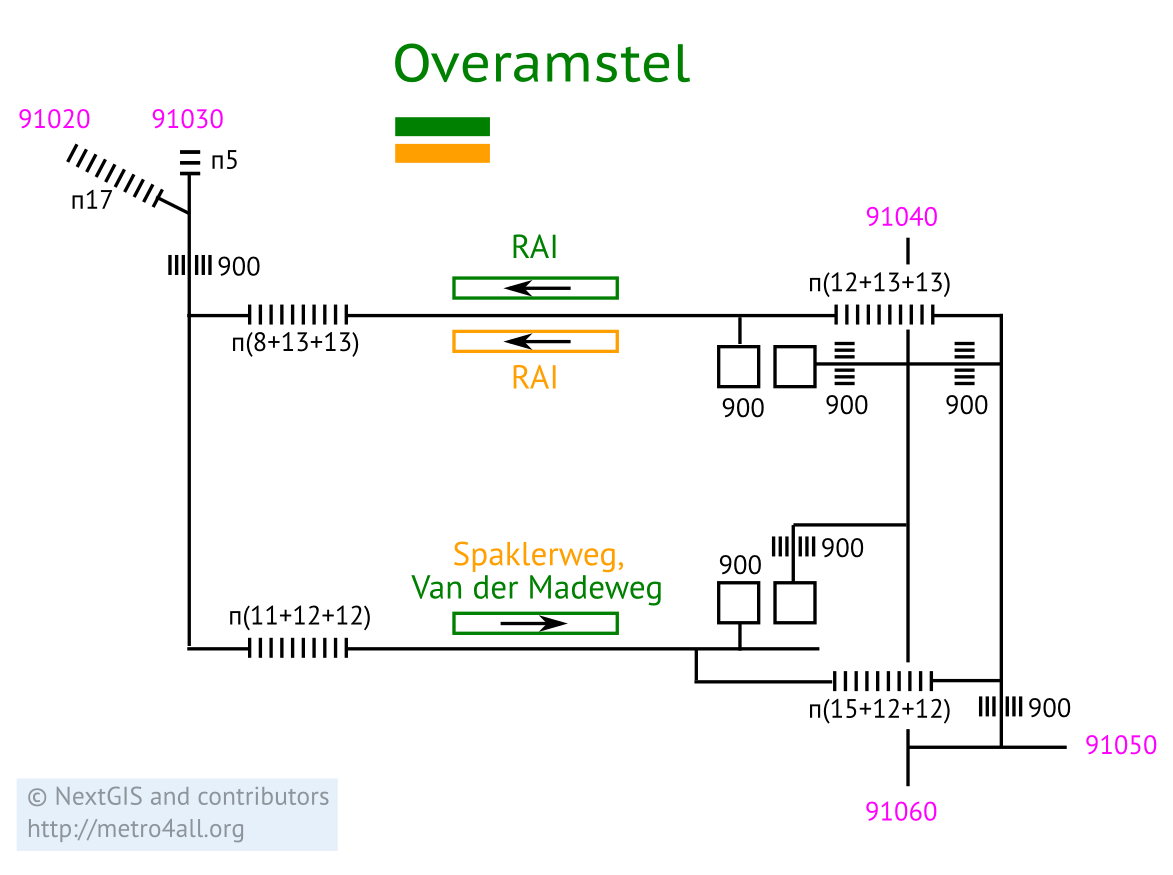 Overamstel
91020
91030
п5
п17
900
91040
RAI
п(12+13+13)
п(8+13+13)
RAI
900
900
900
Spaklerweg,
Van der Madeweg
900
900
п(11+12+12)
п(15+12+12)
900
91050
91060
© NextGIS and contributors
http://metro4all.org